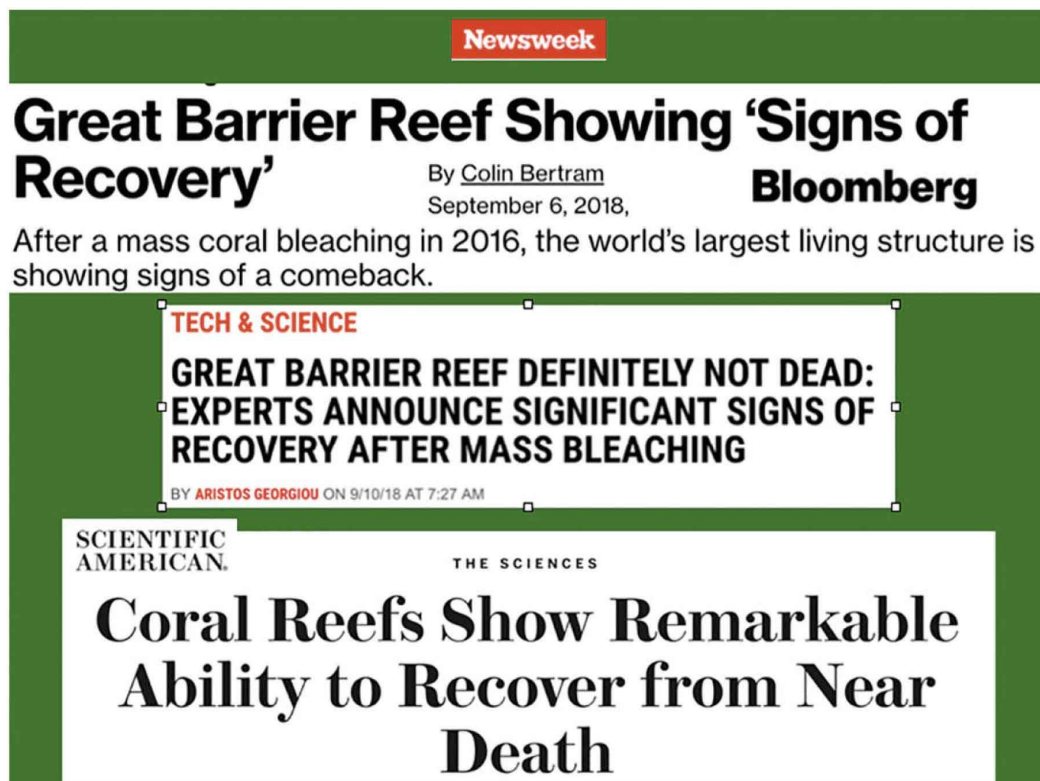 Newsweek
Great Barrier Reef Showing ‘Signs of
Recovery’
By Colin Bertram
September 6, 2018,
Bloomberg
After a mass coral bleaching in 2016, the world’s largest living structure is
showing signs of a comeback.
TECH & SCIENCE
GREAT BARRIER REEF DEFINITELY NOT DEAD:
EXPERTS ANNOUNCE SIGNIFICANT SIGNS OF
RECOVERY AFTER MASS BLEACHING
BY ARISTOS GEORGIOU ON 9/10/18 AT 7:27 AM
SCIENTIFIC
AMERICAN®
THE SCIENCES
Coral Reefs Show Remarkable
Ability to Recover from Near
Death